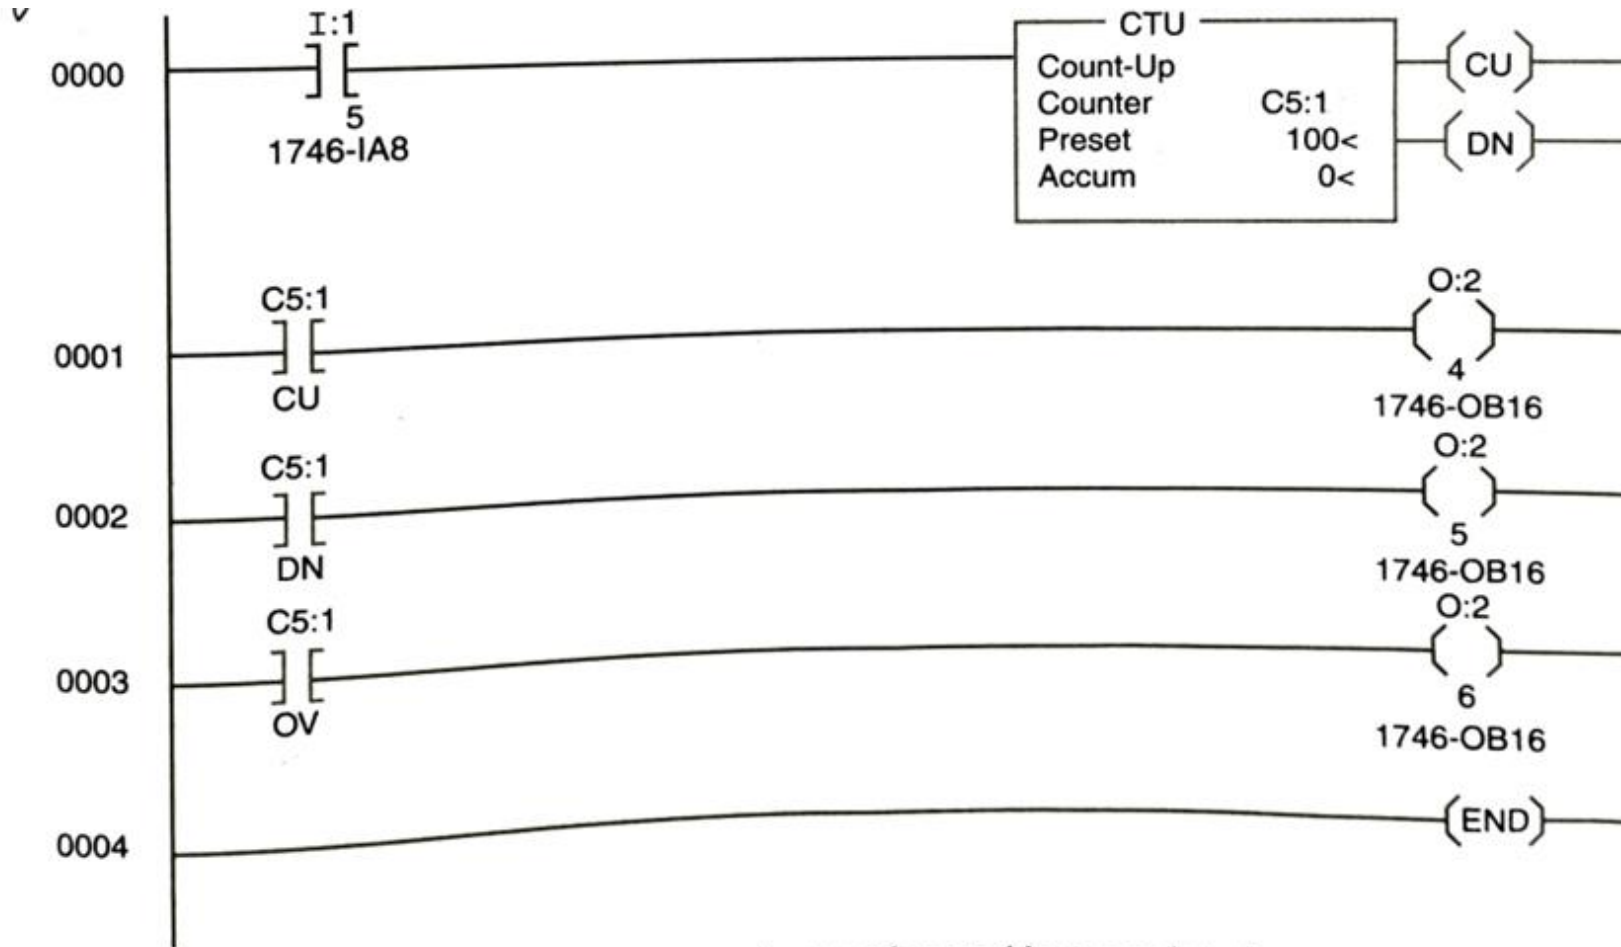 I:1
0000
5
1746-IA8
CTU
Count-Up
Counter C5:1
Preset 100<
Accum 0<
CU
DN
C5:1
0001
CU
O:2
4
1746-OB16
C5:1
0002
DN
O:2
5
1746-OB16
C5:1
0003
OV
O:2
6
1746-OB16
0004
END